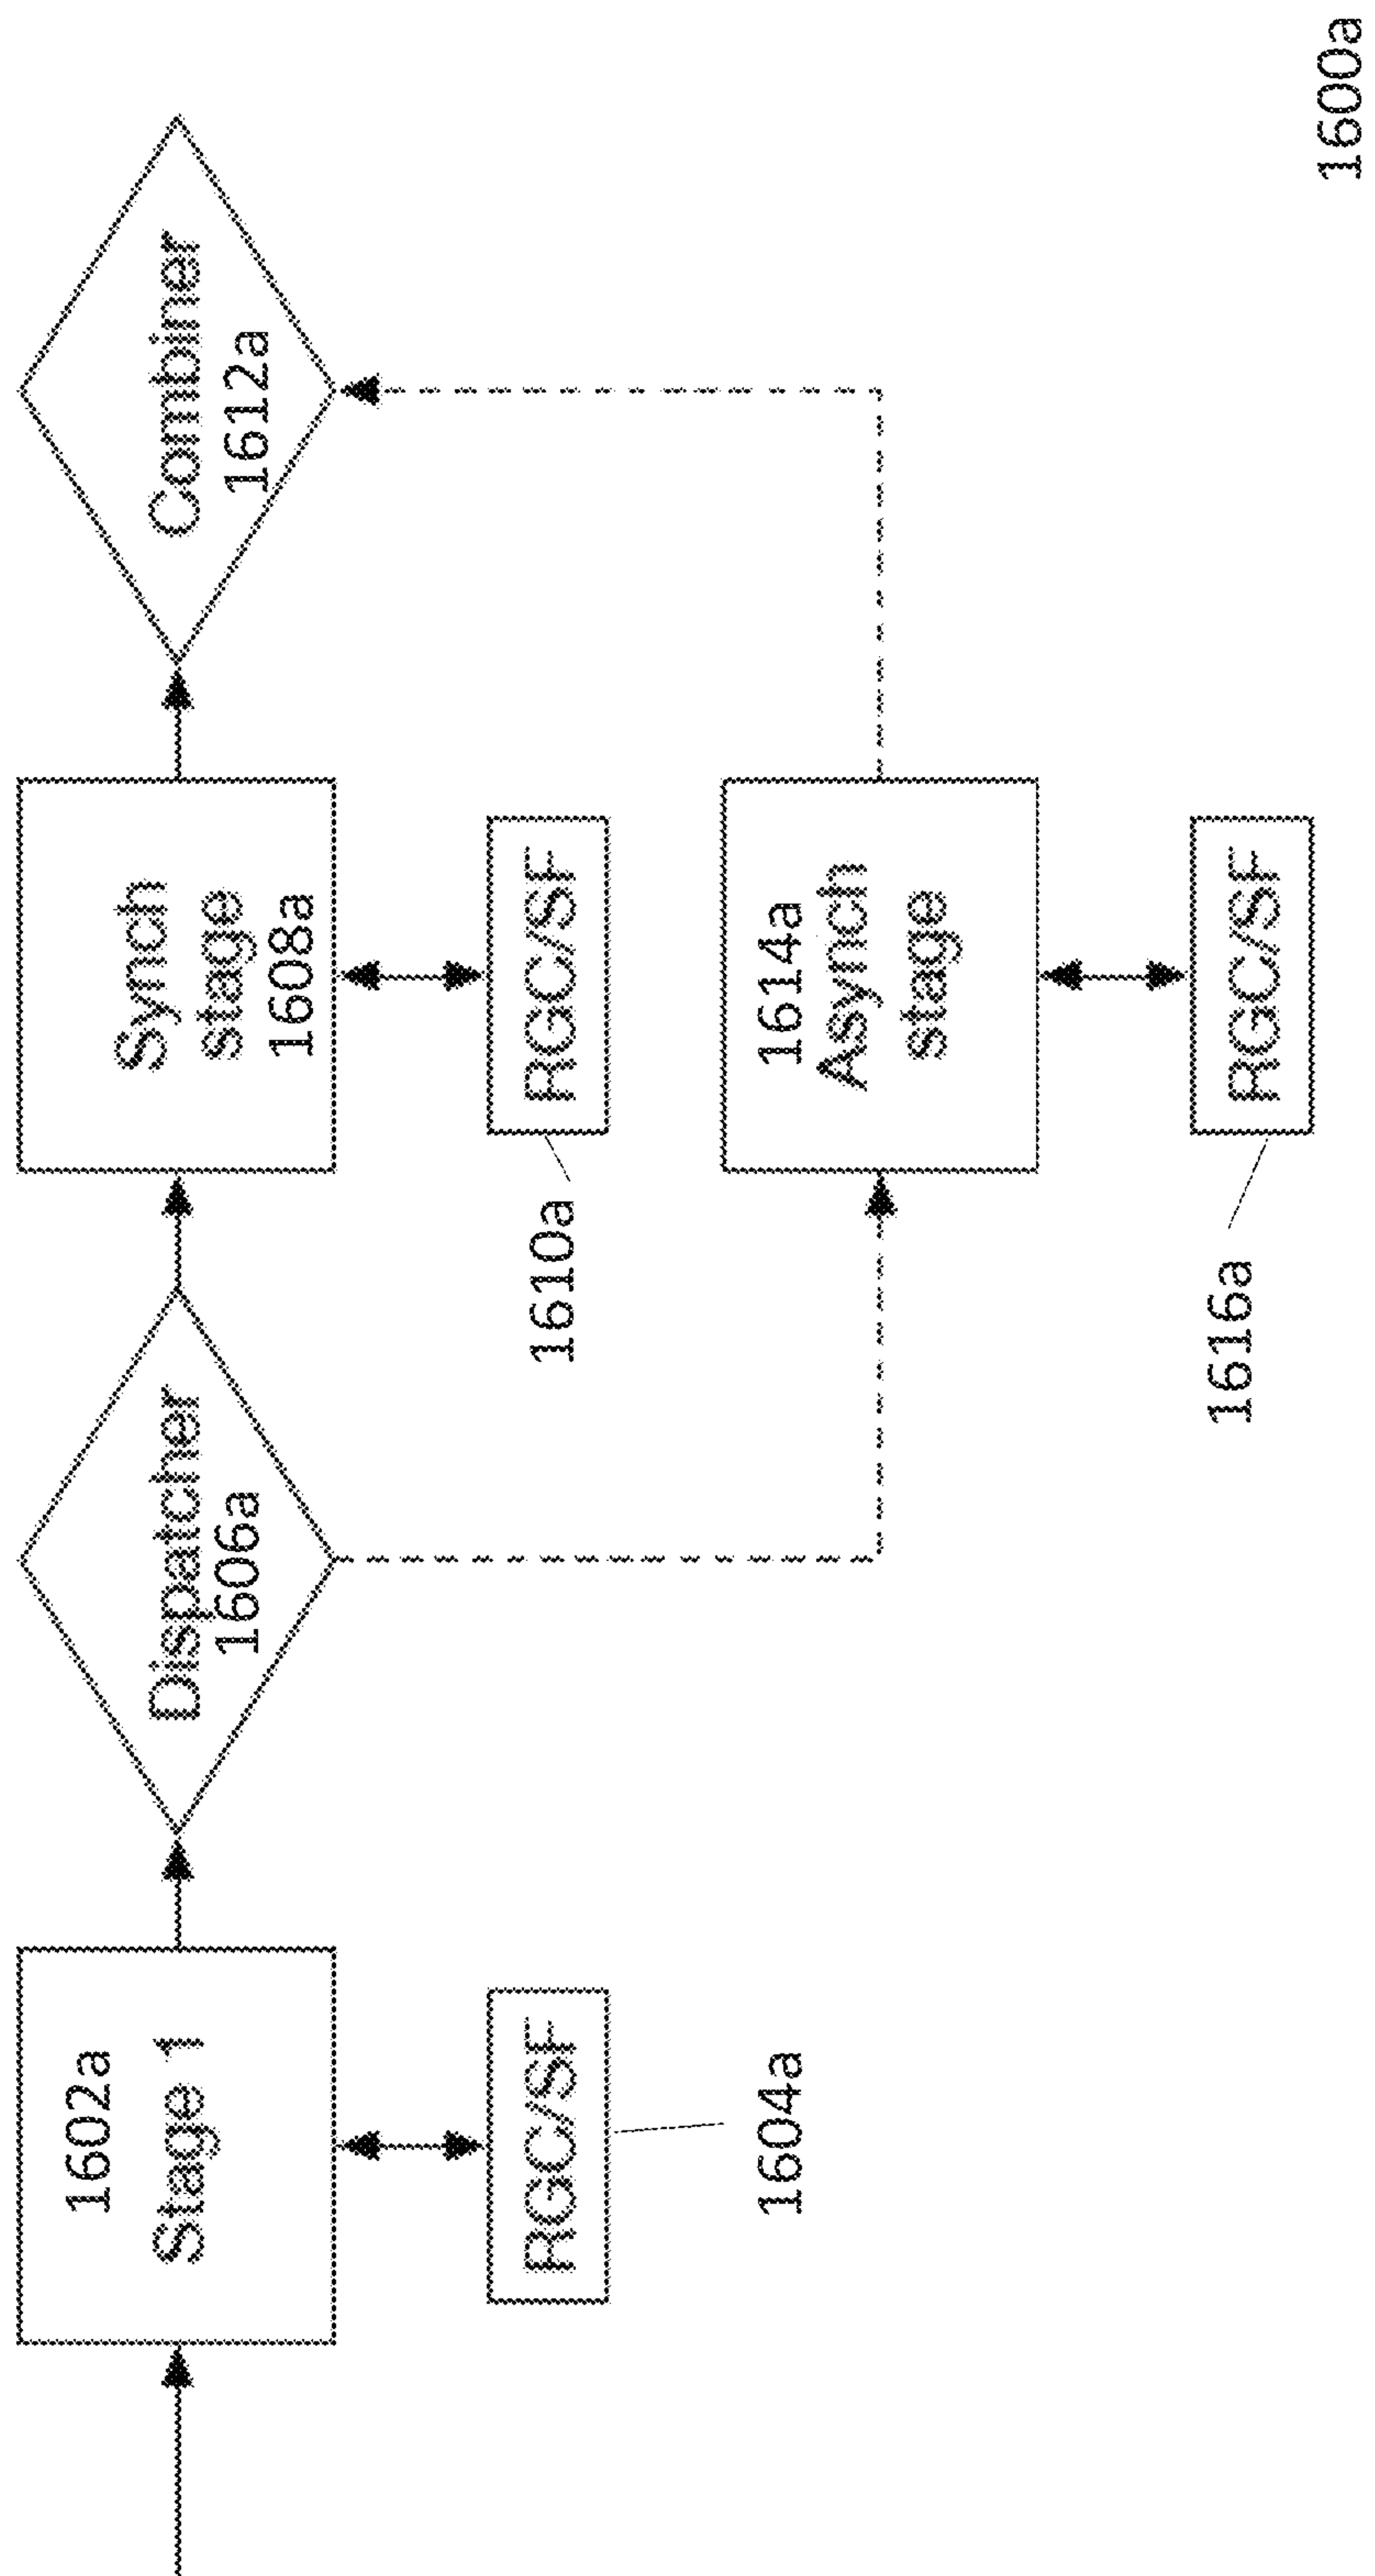 1602a
Stage 1
RGC/SF
1604a
Dispatcher
1606a
Synch
stage
1608a
RGC/SF
1610a
1614a
Asynch
stage
RGC/SF
1616a
Combiner
1612a
1600a